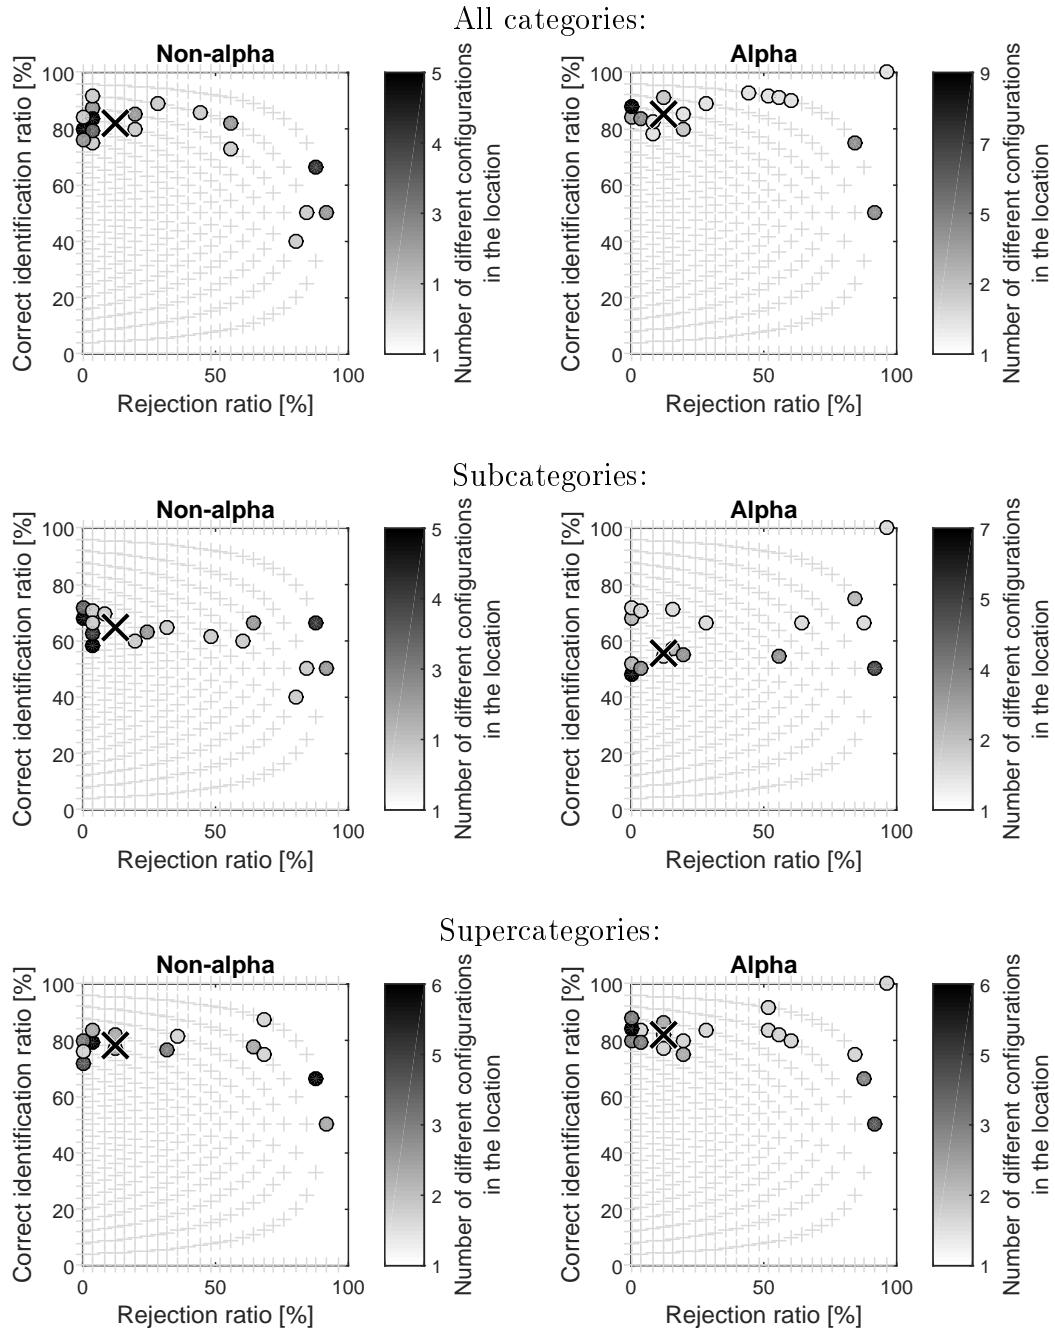 All categories:
Non-alpha
Correct identification ratio [%]
100
80
60
40
20
0
0 50 100
Rejection ratio [%]
5
4
3
1
1
Number of different configurations
in the location
Alpha
Correct identification ratio [%]
100
80
60
40
20
0
0 50 100
Rejection ratio [%]
9
7
5
2
1
Number of different configurations
in the location
Subcategories:
Non-alpha
Correct identification ratio [%]
100
80
60
40
20
0
0 50 100
Rejection ratio [%]
5
4
3
1
1
Number of different configurations
in the location
Alpha
Correct identification ratio [%]
100
80
60
40
20
0
0 50 100
Rejection ratio [%]
7
5
4
2
1
Number of different configurations
in the location
Supercategories:
Non-alpha
Correct identification ratio [%]
100
80
60
40
20
0
0 50 100
Rejection ratio [%]
6
5
3
2
1
Number of different configurations
in the location
Alpha
Correct identification ratio [%]
100
80
60
40
20
0
0 50 100
Rejection ratio [%]
6
5
3
2
1
Number of different configurations
in the location